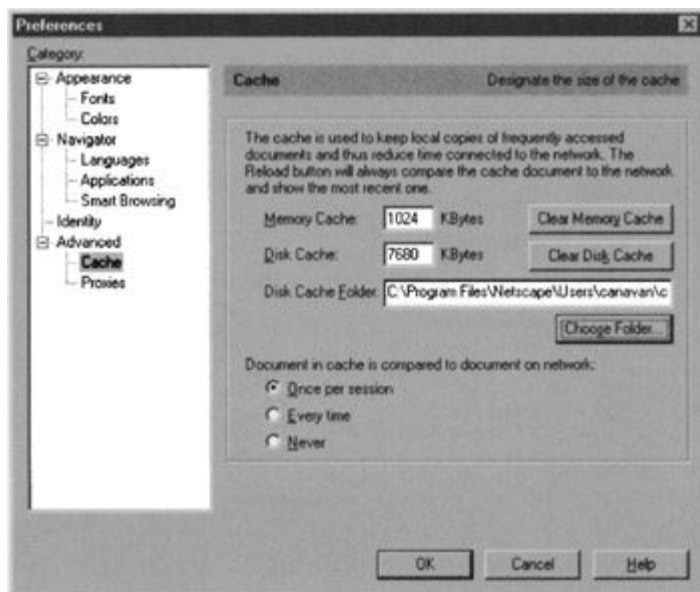 Preferences
Category:
Appearance
Fonts
Colors
Navigator
Languages
Applications
Smart Browsing
Identity
Advanced
Cache
Proxies
Cache Designate the size of the cache
The cache is used to keep local copies of frequently accessed
documents and thus reduce time connected to the network. The
Reload button will always compare the cache document to the network
and show the most recent one.
Memory Cache: 1024 KBytes Clear Memory Cache
Disk Cache: 7680 KBytes Clear Disk Cache
Disk Cache Folder: C:\Program Files\Netscape\Users\canavan\c
Choose Folder...
Document in cache is compared to document on network:
Once per session
Every time
Never
OK Cancel Help